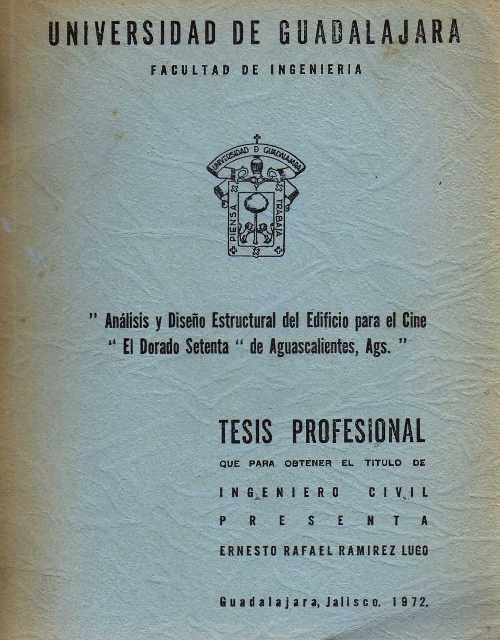 UNIVERSIDAD DE GUADALAJARA
FACULTAD DE INGENIERIA
UNIVERSIDAD D GUADALAJARA
PIENSA
TRABAJA
" Análisis y Diseño Estructural del Edificio para el Cine
" El Dorado Setenta " de Aguascalientes, Ags. "
TESIS PROFESIONAL
QUE PARA OBTENER EL TITULO DE
INGENIERO CIVIL
PRESENTA
ERNESTO RAFAEL RAMIREZ LUGO
Guadalajara, Jalisco. 1972.